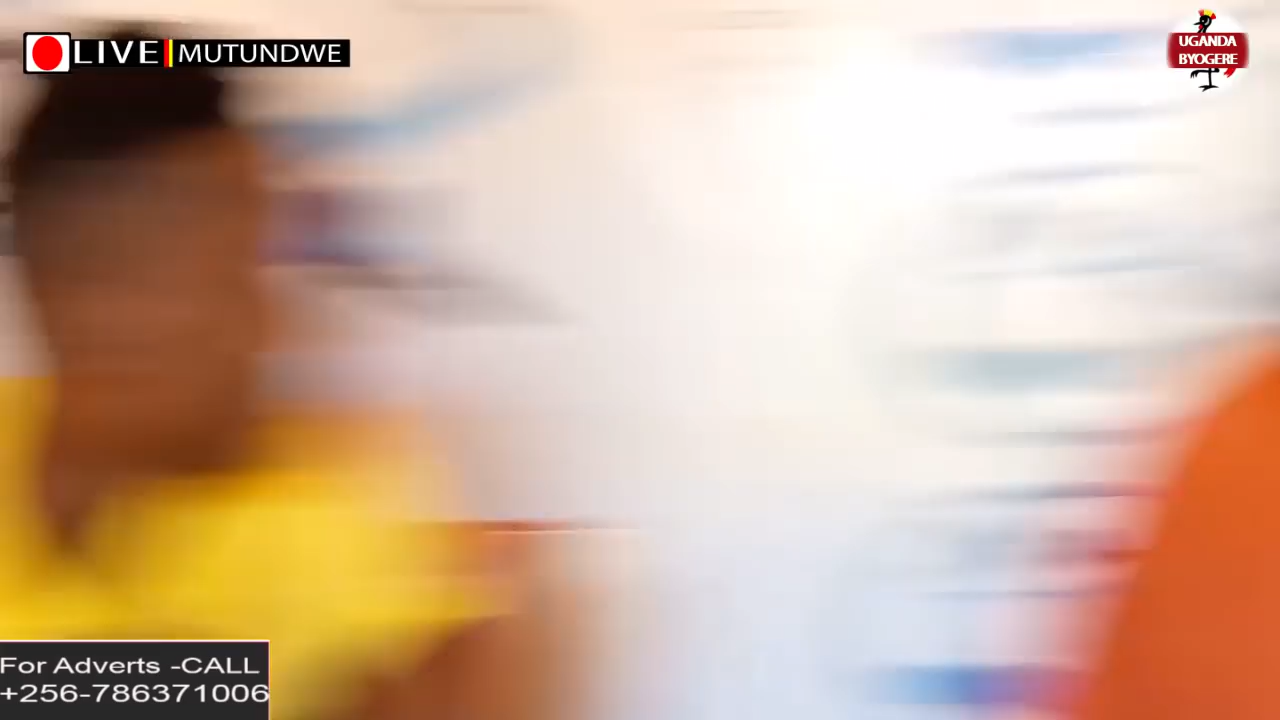 LIVE MUTUNDWE
UGANDA
BYOGERE
For Adverts -CALL
+256-786371006